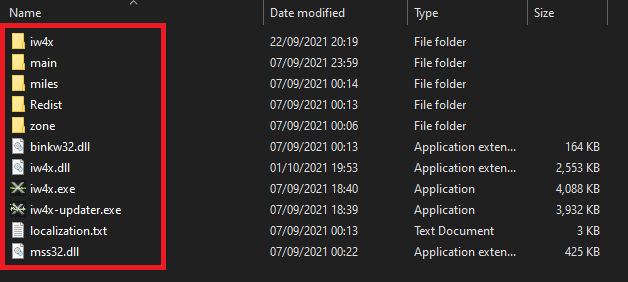 Name Date modified Type Size
iw4x 22/09/2021 20:19 File folder
main 07/09/2021 23:59 File folder
miles 07/09/2021 00:14 File folder
Redist 07/09/2021 00:13 File folder
zone 07/09/2021 00:06 File folder
binkw32.dll 07/09/2021 00:13 Application exten... 164 KB
iw4x.dll 01/10/2021 19:53 Application exten... 2,553 KB
iw4x.exe 07/09/2021 18:40 Application 4,088 KB
iw4x-updater.exe 07/09/2021 18:39 Application 3,932 KB
localization.txt 07/09/2021 00:13 Text Document 3 KB
mss32.dll 07/09/2021 00:22 Application exten... 425 KB